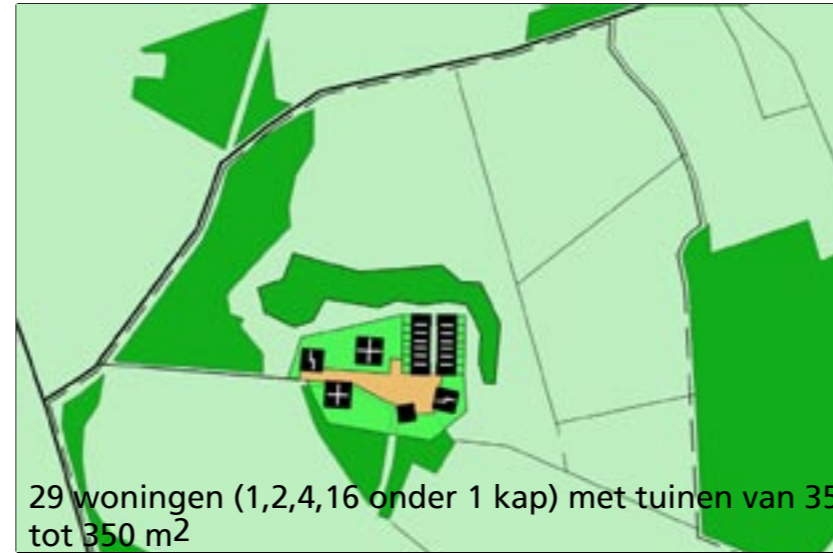 29 woningen (1,2,4,16 onder 1 kap) met tuinen van 35
tot 350 m2